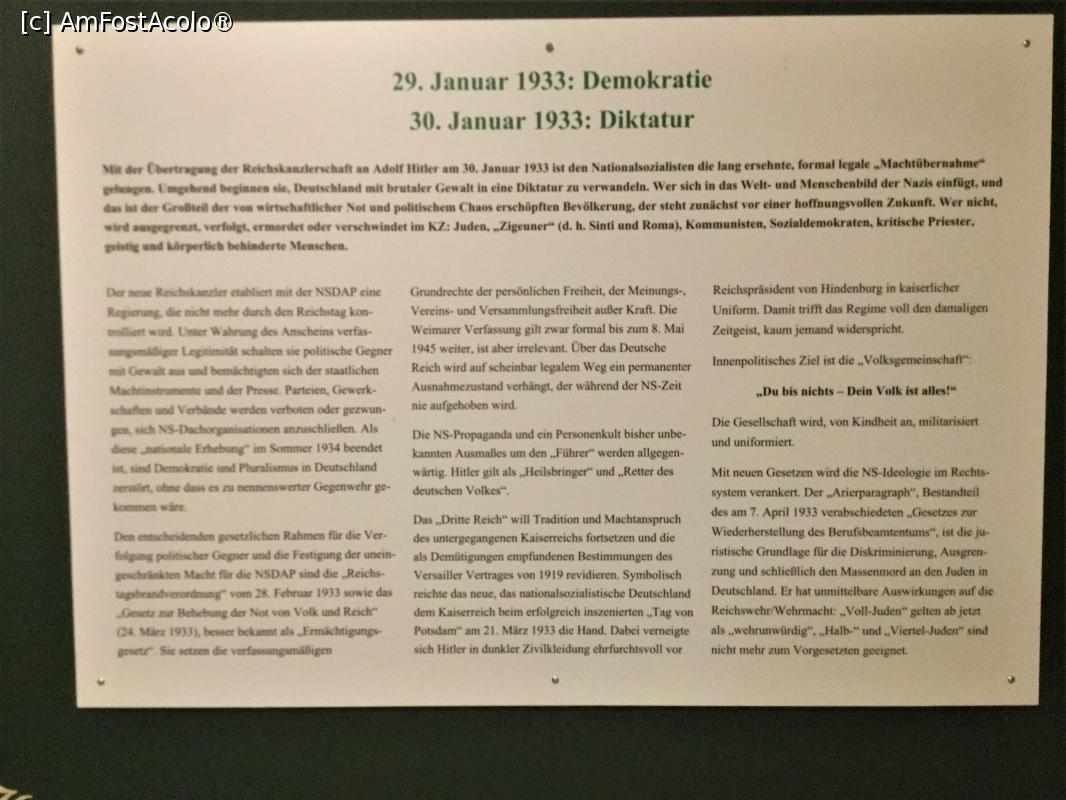 [c] AmFostAcolo®
29. Januar 1933: Demokratie
30. Januar 1933: Diktatur
Mit der Übertragung der Reichskanzlerschaft an Adolf Hitler am 30. Januar 1933 ist den Nationalsozialisten die lang ersehnte, formal legale „Machtübernahme“
gelungen. Umgehend beginnen sie, Deutschland mit brutaler Gewalt in eine Diktatur zu verwandeln. Wer sich in das Welt- und Menschenbild der Nazis einfügt, und
das ist der Großteil der von wirtschaftlicher Not und politischem Chaos erschöpften Bevölkerung, der steht zunächst vor einer hoffnungsvollen Zukunft. Wer nicht,
wird ausgegrenzt, verfolgt, ermordet oder verschwindet im KZ: Juden, „Zigeuner“ (d. h. Sinti und Roma), Kommunisten, Sozialdemokraten, kritische Priester,
geistig und körperlich behinderte Menschen.
Der neue Reichskanzler etabliert mit der NSDAP eine
Regierung, die nicht mehr durch den Reichstag kon-
trolliert wird. Unter Wahrung des Anscheins verfas-
sungsmäßiger Legitimität schalten sie politische Gegner
mit Gewalt aus und bemächtigten sich der staatlichen
Machtinstrumente und der Presse. Parteien, Gewerk-
schaften und Verbände werden verboten oder gezwun-
gen, sich NS-Dachorganisationen anzuschließen. Als
diese „nationale Erhebung“ im Sommer 1934 beendet
ist, sind Demokratie und Pluralismus in Deutschland
zerstört, ohne dass es zu nennenswerter Gegenwehr ge-
kommen wäre.
Den entscheidenden gesetzlichen Rahmen für die Ver-
folgung politischer Gegner und die Festigung der unein-
geschränkten Macht für die NSDAP sind die „Reichs-
tagsbrandverordnung“ vom 28. Februar 1933 sowie das
„Gesetz zur Behebung der Not von Volk und Reich“
(24. März 1933), besser bekannt als „Ermächtigungs-
gesetz“. Sie setzen die verfassungsmäßigen
Grundrechte der persönlichen Freiheit, der Meinungs-,
Vereins- und Versammlungsfreiheit außer Kraft. Die
Weimarer Verfassung gilt zwar formal bis zum 8. Mai
1945 weiter, ist aber irrelevant. Über das Deutsche
Reich wird auf scheinbar legalem Weg ein permanenter
Ausnahmezustand verhängt, der während der NS-Zeit
nie aufgehoben wird.
Die NS-Propaganda und ein Personenkult bisher unbe-
kannten Ausmaßes um den „Führer“ werden allgegen-
wärtig. Hitler gilt als „Heilsbringer“ und „Retter des
deutschen Volkes“.
Das „Dritte Reich“ will Tradition und Machtanspruch
des untergegangenen Kaiserreichs fortsetzen und die
als Demütigungen empfundenen Bestimmungen des
Versailler Vertrages von 1919 revidieren. Symbolisch
reichte das neue, das nationalsozialistische Deutschland
dem Kaiserreich beim erfolgreich inszenierten „Tag von
Potsdam“ am 21. März 1933 die Hand. Dabei verneigte
sich Hitler in dunkler Zivilkleidung ehrfurchtsvoll vor
Reichspräsident von Hindenburg in kaiserlicher
Uniform. Damit trifft das Regime voll den damaligen
Zeitgeist, kaum jemand widerspricht.
Innenpolitisches Ziel ist die „Volksgemeinschaft“:
„Du bis nichts – Dein Volk ist alles!“
Die Gesellschaft wird, von Kindheit an, militarisiert
und uniformiert.
Mit neuen Gesetzen wird die NS-Ideologie im Rechts-
system verankert. Der „Arierparagraph“, Bestandteil
des am 7. April 1933 verabschiedeten „Gesetzes zur
Wiederherstellung des Berufsbeamtentums“, ist die ju-
ristische Grundlage für die Diskriminierung, Ausgren-
zung und schließlich den Massenmord an den Juden in
Deutschland. Er hat unmittelbare Auswirkungen auf die
Reichswehr/Wehrmacht: „Voll-Juden“ gelten ab jetzt
als „wehrunwürdig“, „Halb-“ und „Viertel-Juden“ sind
nicht mehr zum Vorgesetzten geeignet.